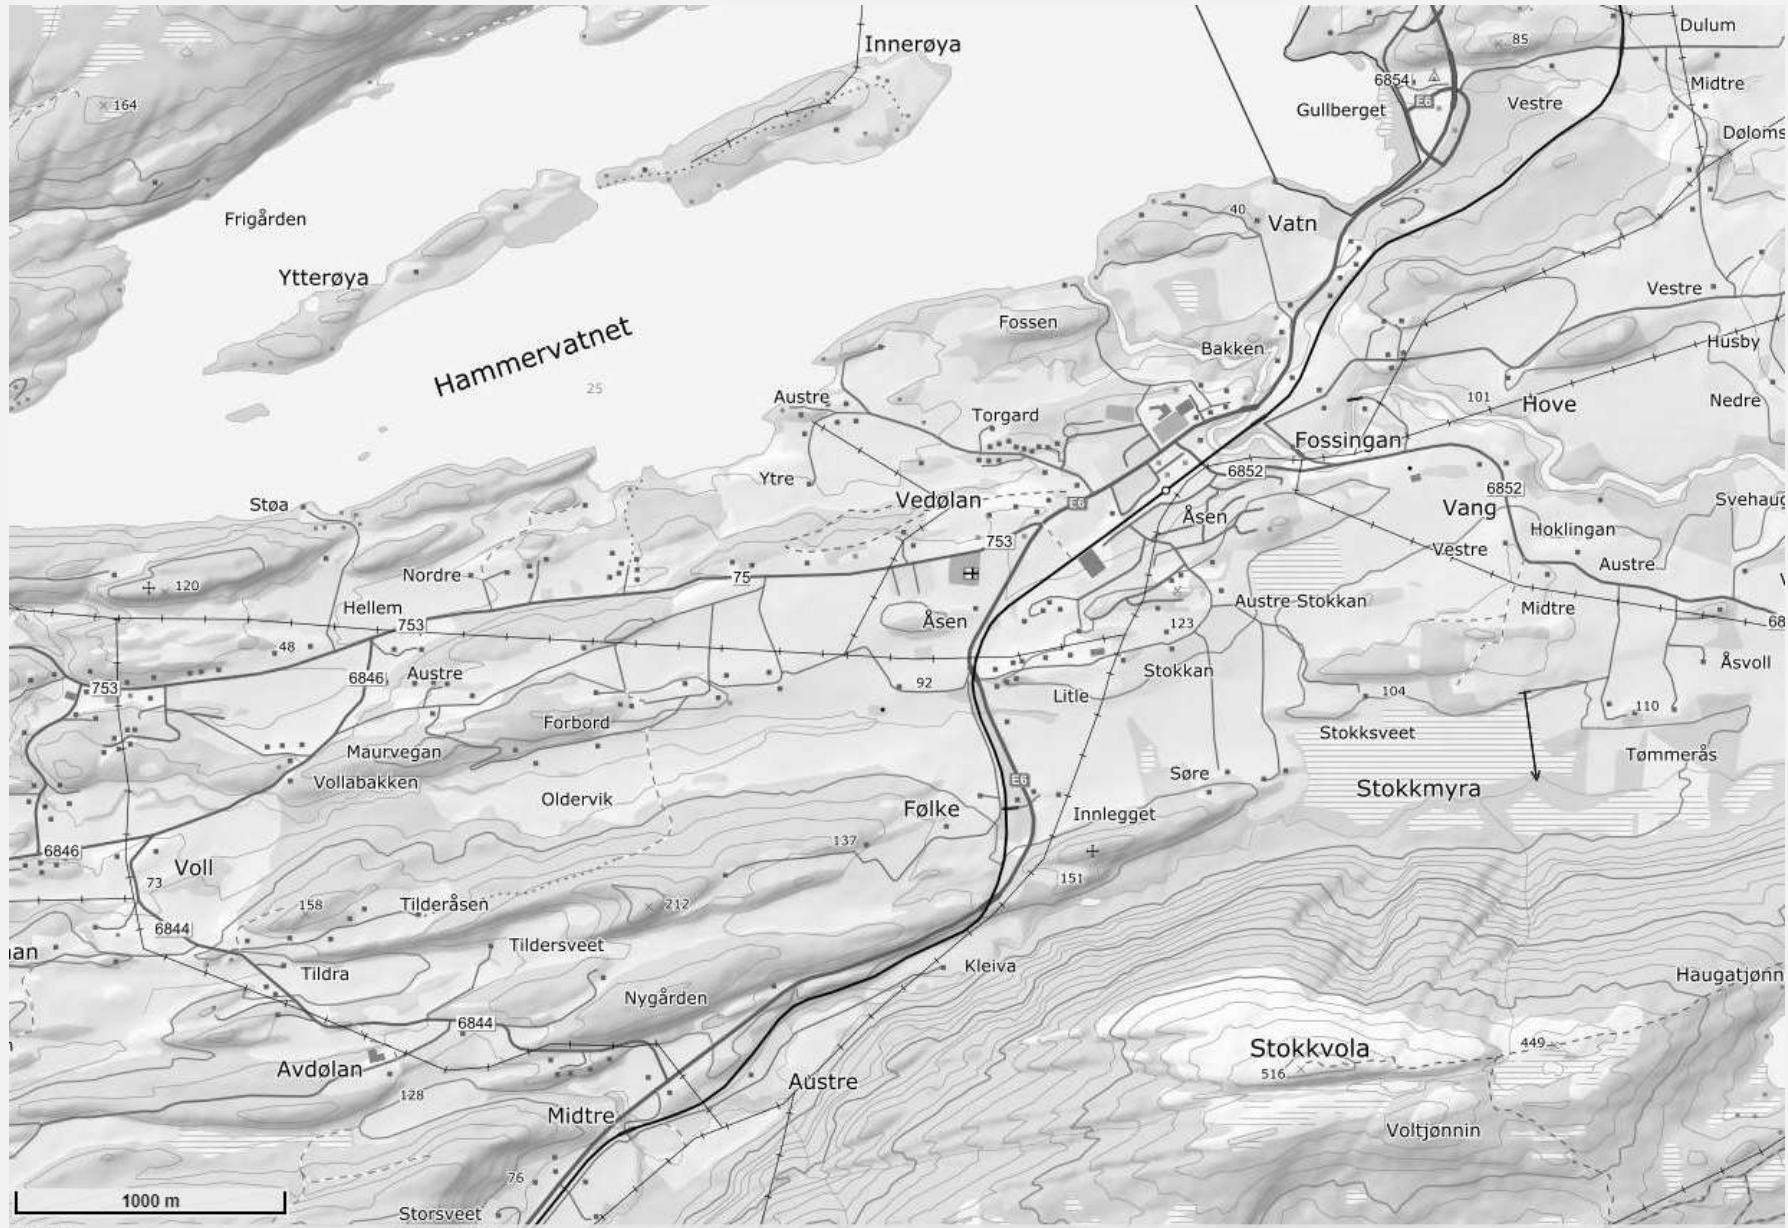 Innerøya
Dulum
85
6854
E6
Midtre
164
Gullberget
Vestre
Frigården
40
Vatn
Ytterøya
Vestre
Fossen
Hammervatnet
Bakken
Husby
25
Austre
Torgard
101
Hove
Nedre
Fossingan
6852
Ytre
Støa
Vedølan
E6
Åsen
6852
Vang
Hoklingan
753
Vestre
Austre
Nordre
75
120
Austre Stokkan
Midtre
Hellem
753
Åsen
123
68
48
6846
Austre
Stokkan
Åsvoll
753
92
Litle
104
110
Forbord
Stokksveet
Maurvegan
Tømmerås
Vollabakken
E6
Søre
Stokkmyra
Oldervik
Følke
Innlegget
137
6846
Voll
73
151
158
Tilderåsen
212
6844
an
Tildersveet
Tildra
Kleiva
Haugatjønn
Nygården
6844
Stokkvola
449
Avdølan
516
128
Austre
Midtre
Voltjønnin
76
1000 m
Storsveet